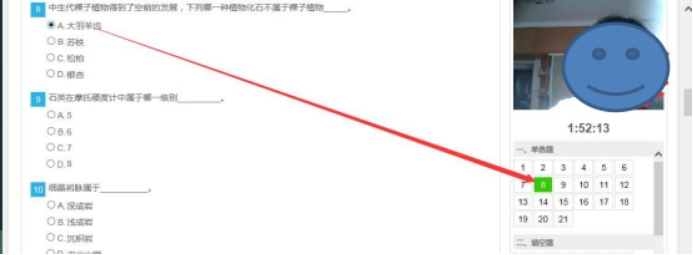 8 中生代裸子植物得到了空前的发展，下列哪一种植物化石不属于裸子植物_____。
A. 大羽羊齿
B. 苏铁
C. 松柏
D. 银杏
9 石英在摩氏硬度计中属于哪一级别_________。
A. 5
B. 6
C. 7
D. 8
10 细晶岩脉属于__________。
A. 深成岩
B. 浅成岩
C. 沉积岩
1:52:13
一、单选题
1 2 3 4 5 6
7 8 9 10 11 12
13 14 15 16 17 18
19 20 21
二、填空题